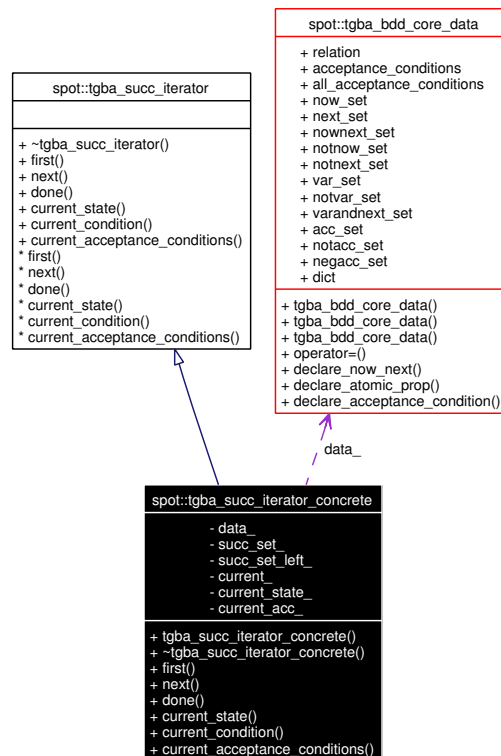 spot::tgba_succ_iterator
+ ~tgba_succ_iterator()
+ first()
+ next()
+ done()
+ current_state()
+ current_condition()
+ current_acceptance_conditions()
* first()
* next()
* done()
* current_state()
* current_condition()
* current_acceptance_conditions()
spot::tgba_bdd_core_data
+ relation
+ acceptance_conditions
+ all_acceptance_conditions
+ now_set
+ next_set
+ nownext_set
+ notnow_set
+ notnext_set
+ var_set
+ notvar_set
+ varandnext_set
+ acc_set
+ notacc_set
+ negacc_set
+ dict
+ tgba_bdd_core_data()
+ tgba_bdd_core_data()
+ tgba_bdd_core_data()
+ operator=()
+ declare_now_next()
+ declare_atomic_prop()
+ declare_acceptance_condition()
data_
spot::tgba_succ_iterator_concrete
- data_
- succ_set_
- succ_set_left_
- current_
- current_state_
- current_acc_
+ tgba_succ_iterator_concrete()
+ ~tgba_succ_iterator_concrete()
+ first()
+ next()
+ done()
+ current_state()
+ current_condition()
+ current_acceptance_conditions()